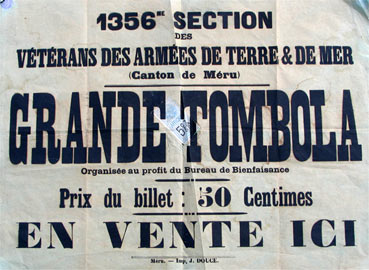 1356ME SECTION
DES
VÉTÉRANS DES ARMÉES DE TERRE & DE MER
(Canton de Méru)
GRANDE TOMBOLA
Organisée au profit du Bureau de Bienfaisance
Prix du billet : 50 Centimes
EN VENTE ICI
Méru. — Imp. J. DOUCE.